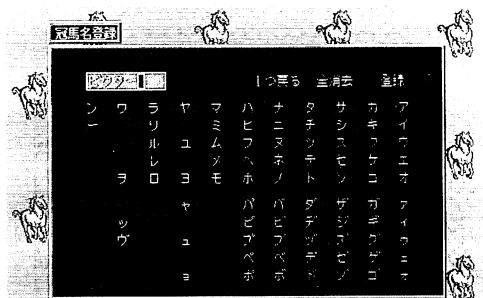 冠馬名登録
ビクター 1つ戻る 全消去 登録
ン ワ ラ ヤ マ ハ ナ タ サ カ ア
ー リ ミ ヒ ニ チ シ キ イ
ル ユ ム フ ヌ ツ ス ク ウ
レ メ ヘ ネ テ セ ケ エ
ヲ ロ ヨ モ ホ ノ ト ソ コ オ
ャ パ バ ダ ザ ガ ァ
ッ ピ ビ ヂ ジ ギ ィ
ヴ ュ プ ブ ヅ ズ グ ゥ
ペ ベ デ ゼ ゲ ェ
ョ ポ ボ ド ゾ ゴ ォ